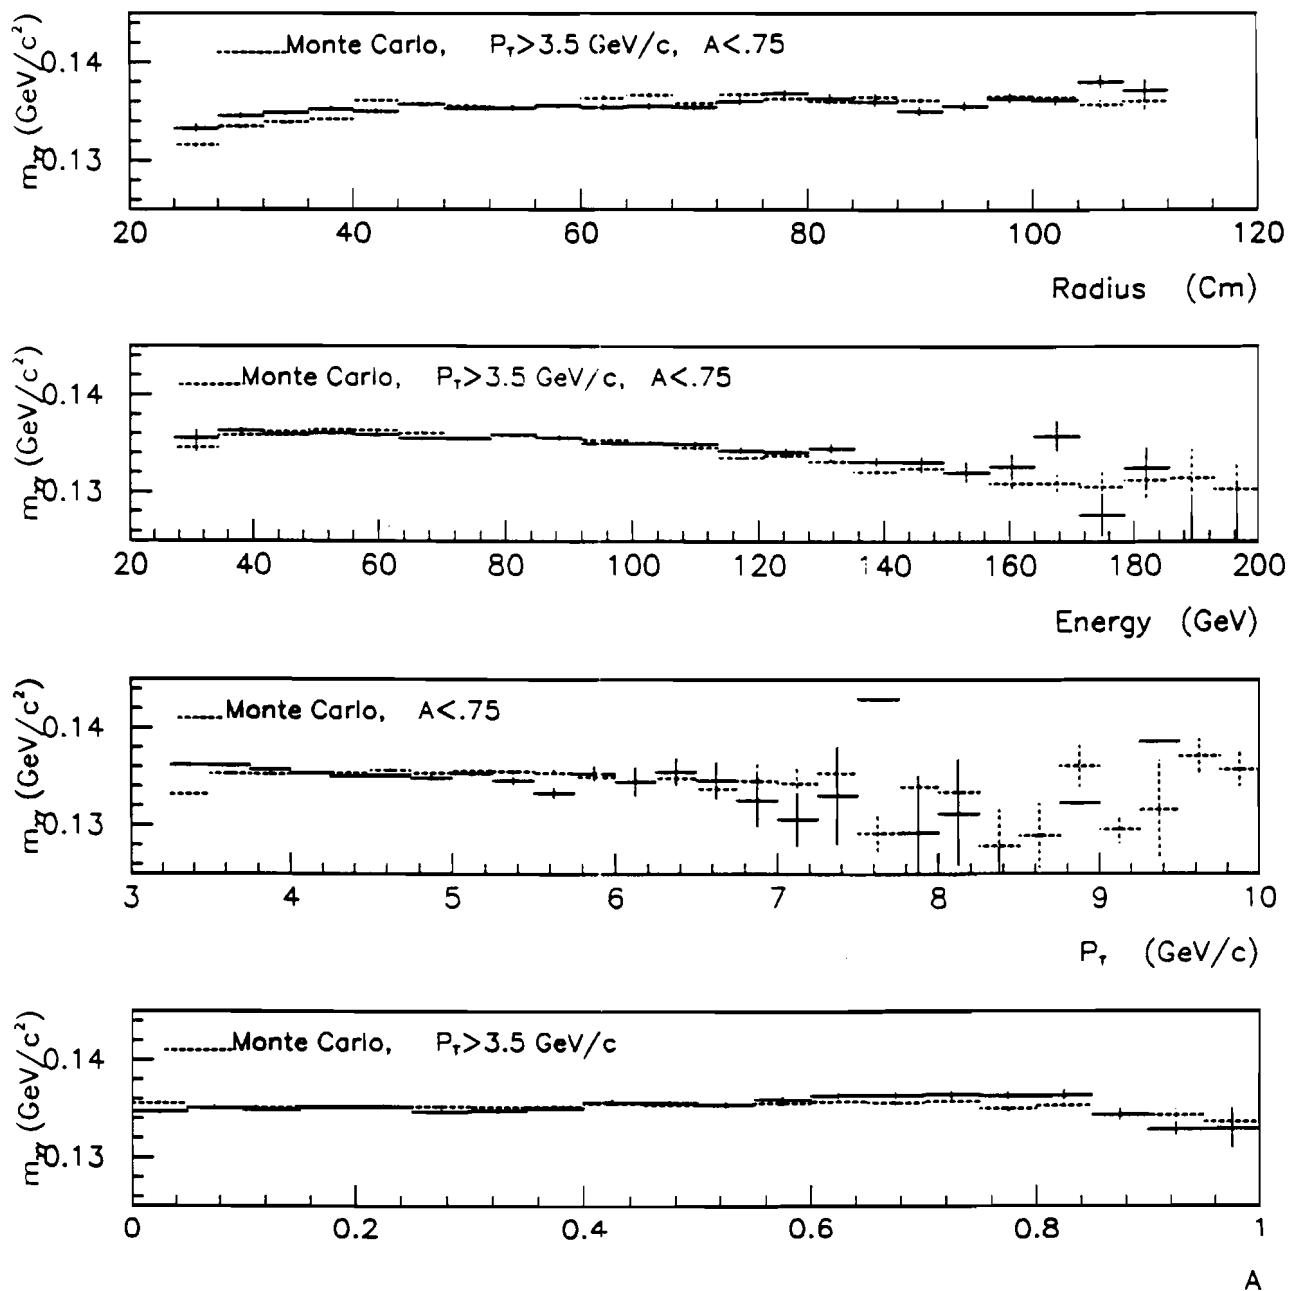 Monte Carlo, P_T>3.5 GeV/c, A<.75
m_γγ (GeV/c²)
0.14
0.13
20 40 60 80 100 120
Radius (Cm)
Monte Carlo, P_T>3.5 GeV/c, A<.75
m_γγ (GeV/c²)
0.14
0.13
20 40 60 80 100 120 140 160 180 200
Energy (GeV)
Monte Carlo, A<.75
m_γγ (GeV/c²)
0.14
0.13
3 4 5 6 7 8 9 10
P_T (GeV/c)
Monte Carlo, P_T>3.5 GeV/c
m_γγ (GeV/c²)
0.14
0.13
0 0.2 0.4 0.6 0.8 1
A